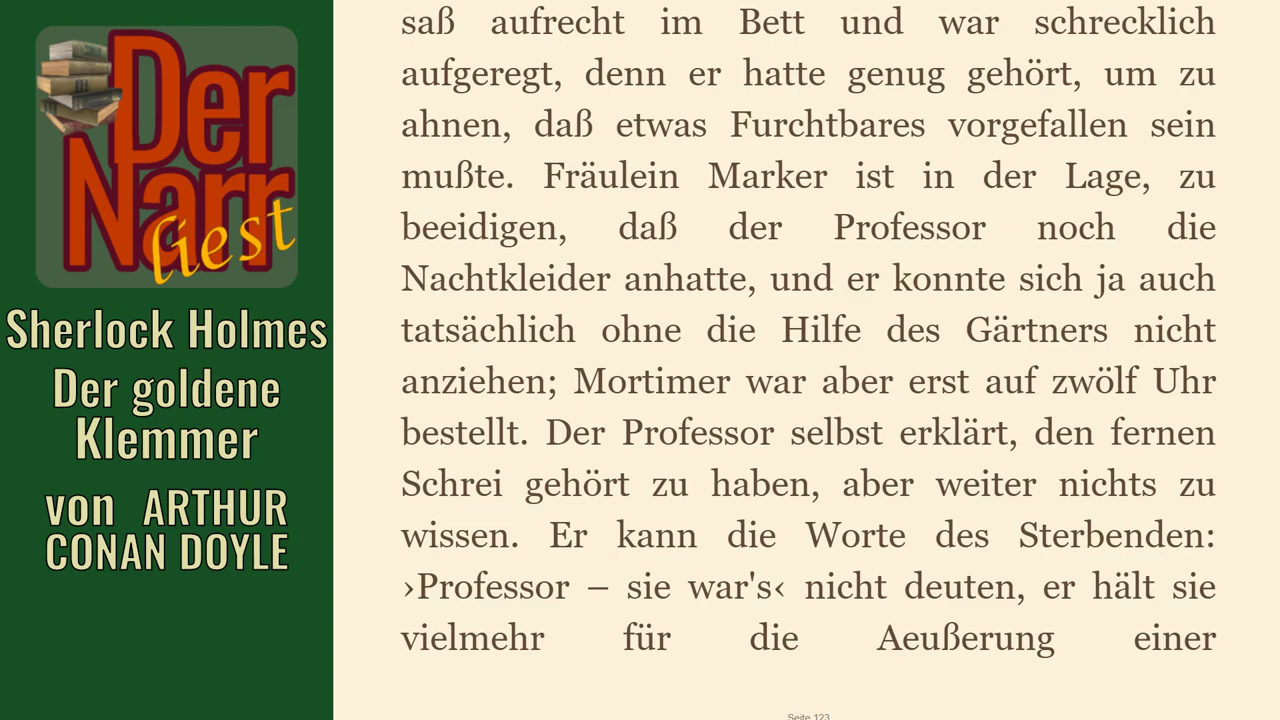 Der
Narr
liest
Sherlock Holmes
Der goldene
Klemmer
von ARTHUR
CONAN DOYLE
saß aufrecht im Bett und war schrecklich
aufgeregt, denn er hatte genug gehört, um zu
ahnen, daß etwas Furchtbares vorgefallen sein
mußte. Fräulein Marker ist in der Lage, zu
beeidigen, daß der Professor noch die
Nachtkleider anhatte, und er konnte sich ja auch
tatsächlich ohne die Hilfe des Gärtners nicht
anziehen; Mortimer war aber erst auf zwölf Uhr
bestellt. Der Professor selbst erklärt, den fernen
Schrei gehört zu haben, aber weiter nichts zu
wissen. Er kann die Worte des Sterbenden:
›Professor – sie war's‹ nicht deuten, er hält sie
vielmehr für die Aeußerung einer
Seite 123